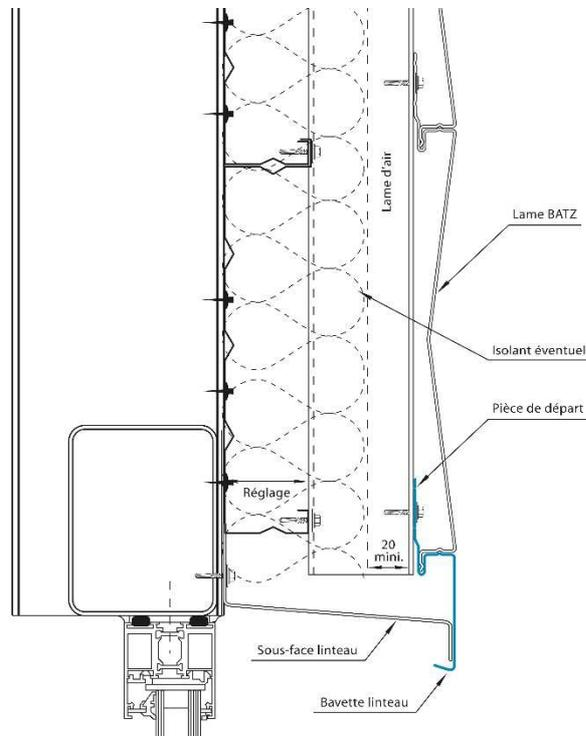 Lame d'air
Lame BATZ
Isolant éventuel
Pièce de départ
Réglage
20
mini.
Sous-face linteau
Bavette linteau